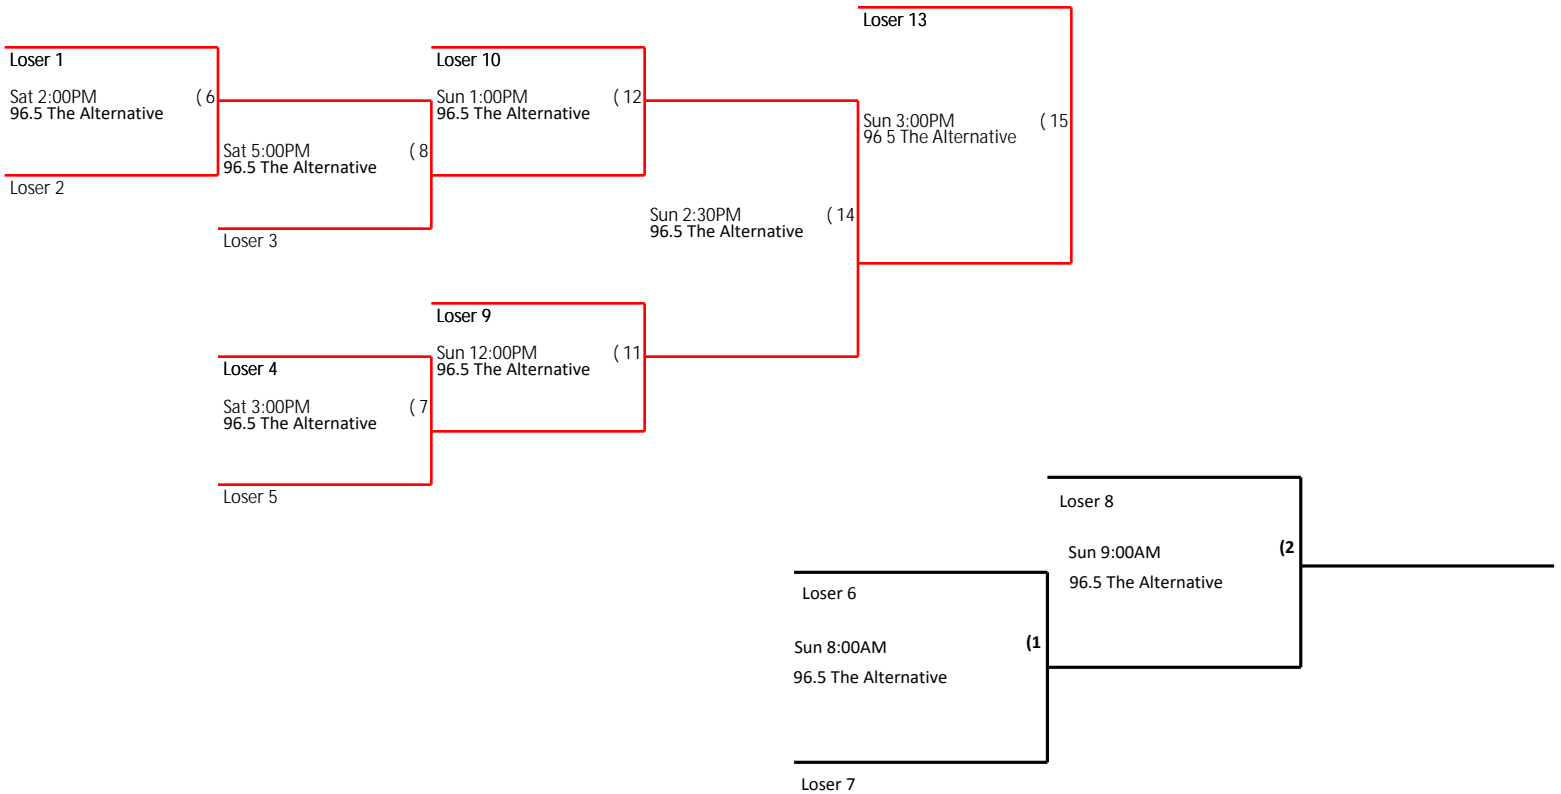 Loser 13
Loser 1
Sat 2:00PM ( 6
96.5 The Alternative
Loser 2
Loser 10
Sun 1:00PM ( 12
96.5 The Alternative
Sat 5:00PM ( 8
96.5 The Alternative
Loser 3
Sun 3:00PM ( 15
96 5 The Alternative
Sun 2:30PM ( 14
96.5 The Alternative
Loser 9
Sun 12:00PM ( 11
96.5 The Alternative
Loser 4
Sat 3:00PM ( 7
96.5 The Alternative
Loser 5
Loser 8
Sun 9:00AM (2
96.5 The Alternative
Loser 6
Sun 8:00AM (1
96.5 The Alternative
Loser 7